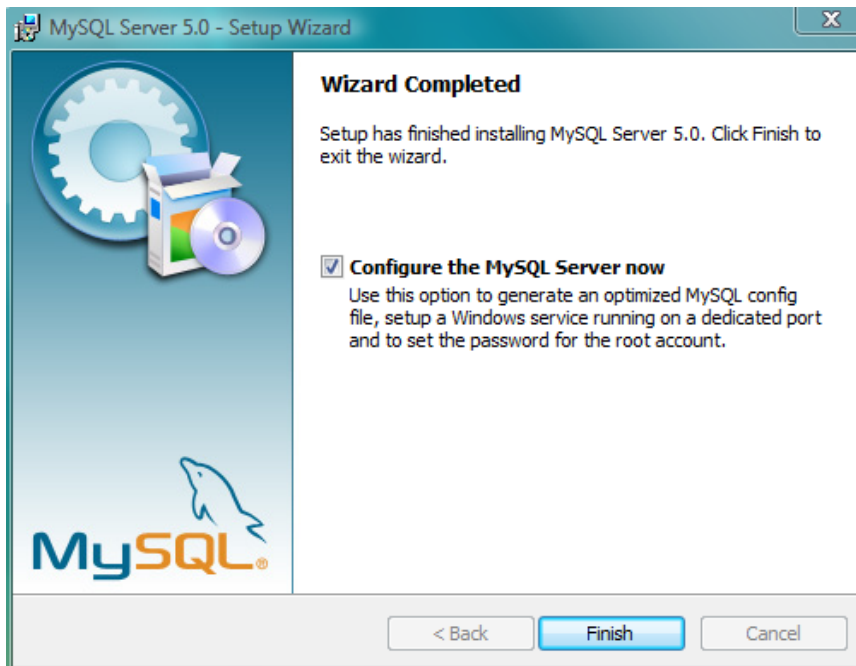 MySQL Server 5.0 - Setup Wizard
Wizard Completed
Setup has finished installing MySQL Server 5.0. Click Finish to
exit the wizard.
Configure the MySQL Server now
Use this option to generate an optimized MySQL config
file, setup a Windows service running on a dedicated port
and to set the password for the root account.
MySQL®
< Back
Finish
Cancel